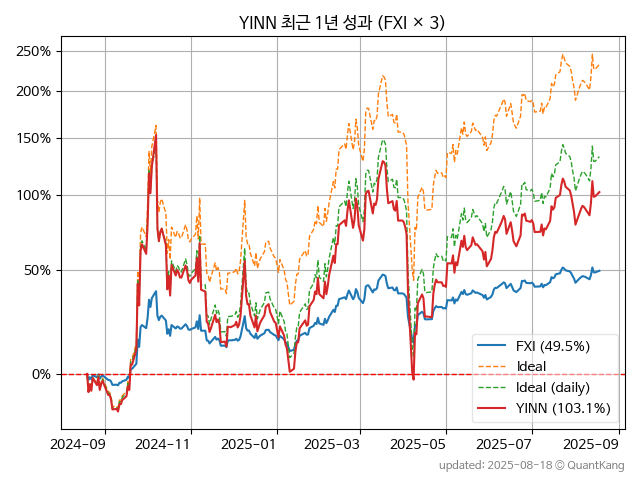 YINN 최근 1년 성과 (FXI × 3)
250%
200%
150%
100%
50%
0%
FXI (49.5%)
Ideal
Ideal (daily)
YINN (103.1%)
2024-09 2024-11 2025-01 2025-03 2025-05 2025-07 2025-09
updated: 2025-08-18 © QuantKang